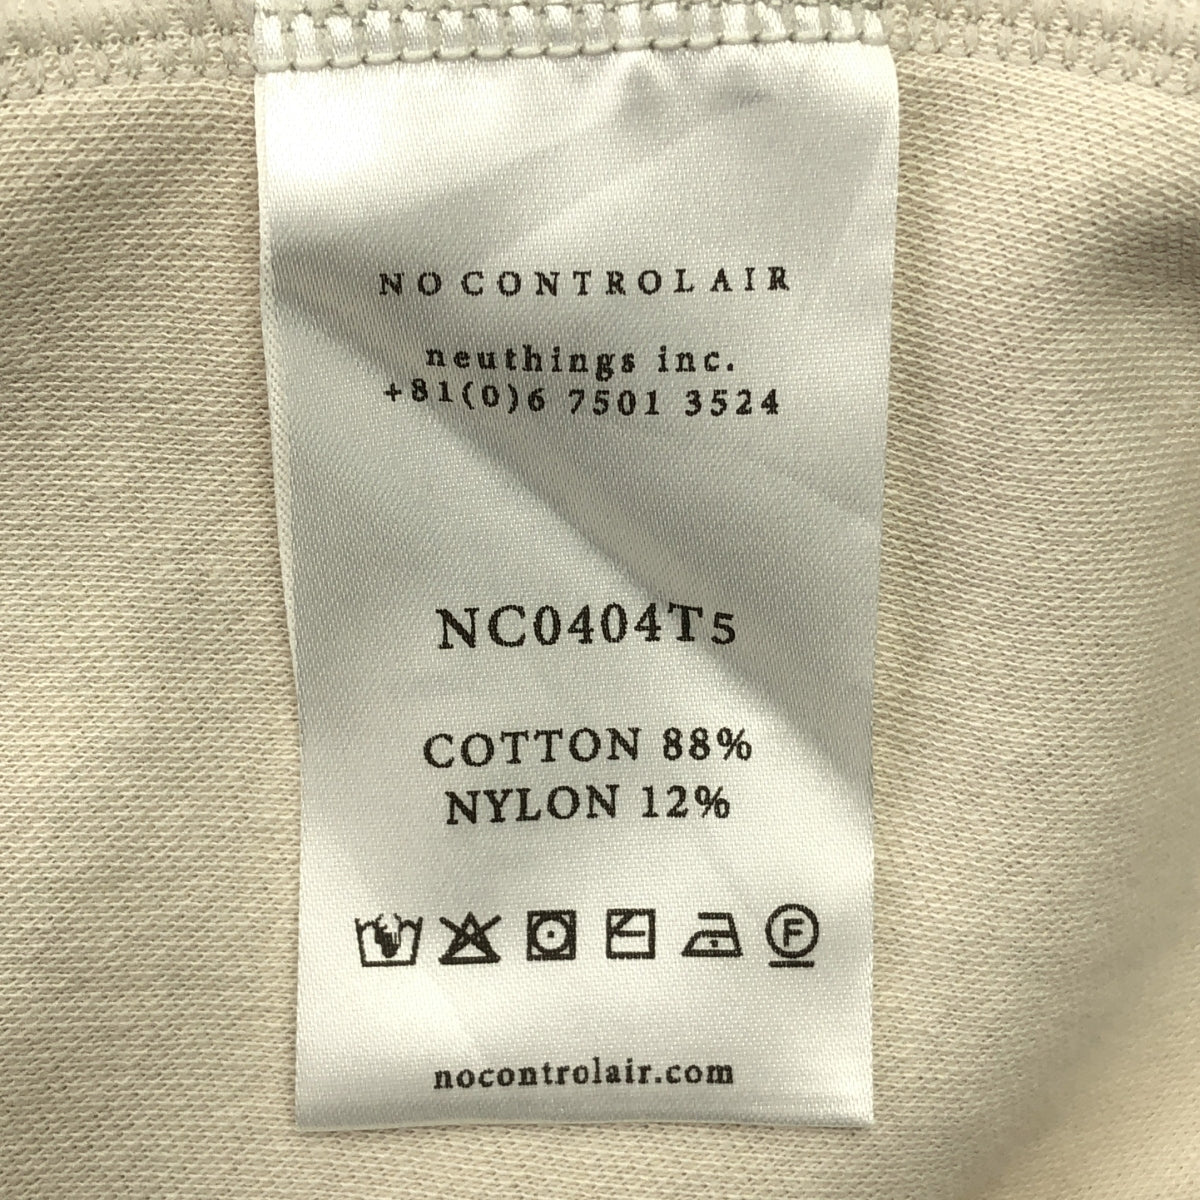 NO CONTROL AIR
neuthings inc.
+81(0)6 7501 3524
NC0404T5
COTTON 88%
NYLON 12%
F
nocontrolair.com